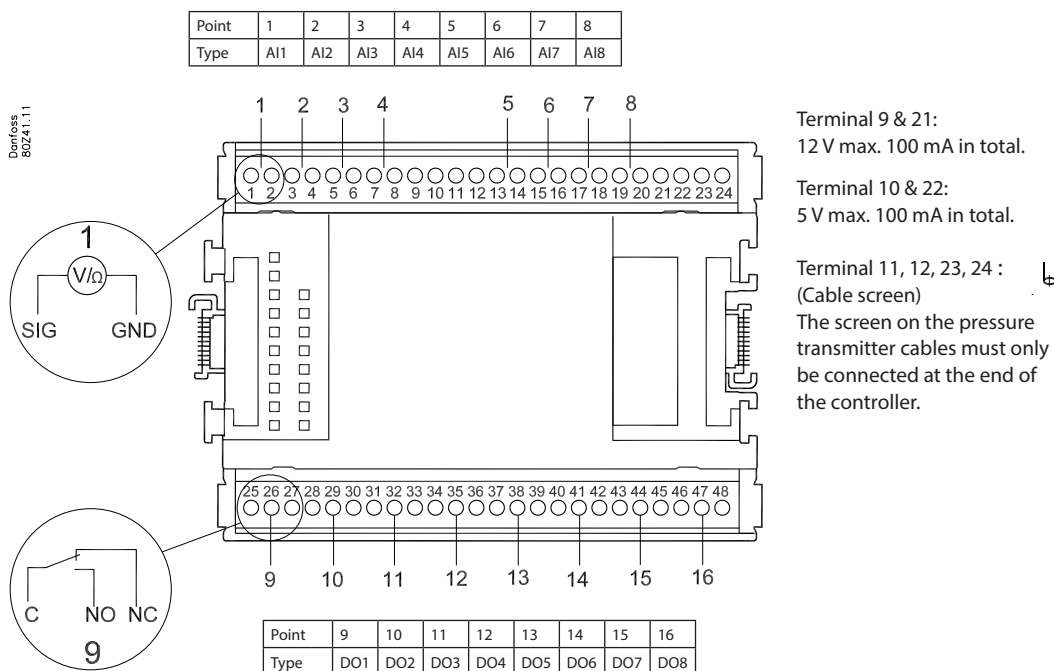 Point 1 2 3 4 5 6 7 8
Type AI1 AI2 AI3 AI4 AI5 AI6 AI7 AI8
Danfoss
80Z41.11
1 2 3 4 5 6 7 8
1 2 3 4 5 6 7 8 9 10 11 12 13 14 15 16 17 18 19 20 21 22 23 24
Terminal 9 & 21:
12 V max. 100 mA in total.
Terminal 10 & 22:
5 V max. 100 mA in total.
Terminal 11, 12, 23, 24 :
(Cable screen)
The screen on the pressure
transmitter cables must only
be connected at the end of
the controller.
1
V/Ω
SIG GND
25 26 27 28 29 30 31 32 33 34 35 36 37 38 39 40 41 42 43 44 45 46 47 48
9 10 11 12 13 14 15 16
C NO NC
9
Point 9 10 11 12 13 14 15 16
Type DO1 DO2 DO3 DO4 DO5 DO6 DO7 DO8